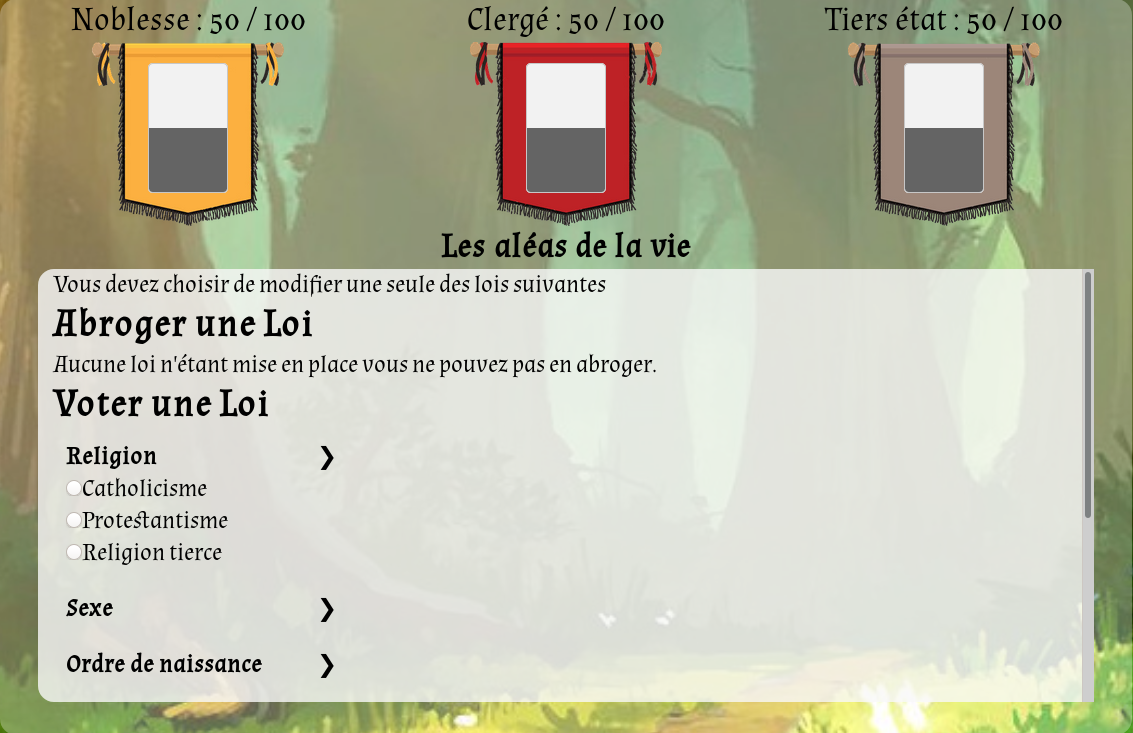 Noblesse : 50 / 100
Clergé : 50 / 100
Tiers état : 50 / 100
Les aléas de la vie
Vous devez choisir de modifier une seule des lois suivantes
Abroger une Loi
Aucune loi n'étant mise en place vous ne pouvez pas en abroger.
Voter une Loi
Religion ❯
Catholicisme
Protestantisme
Religion tierce
Sexe ❯
Ordre de naissance ❯